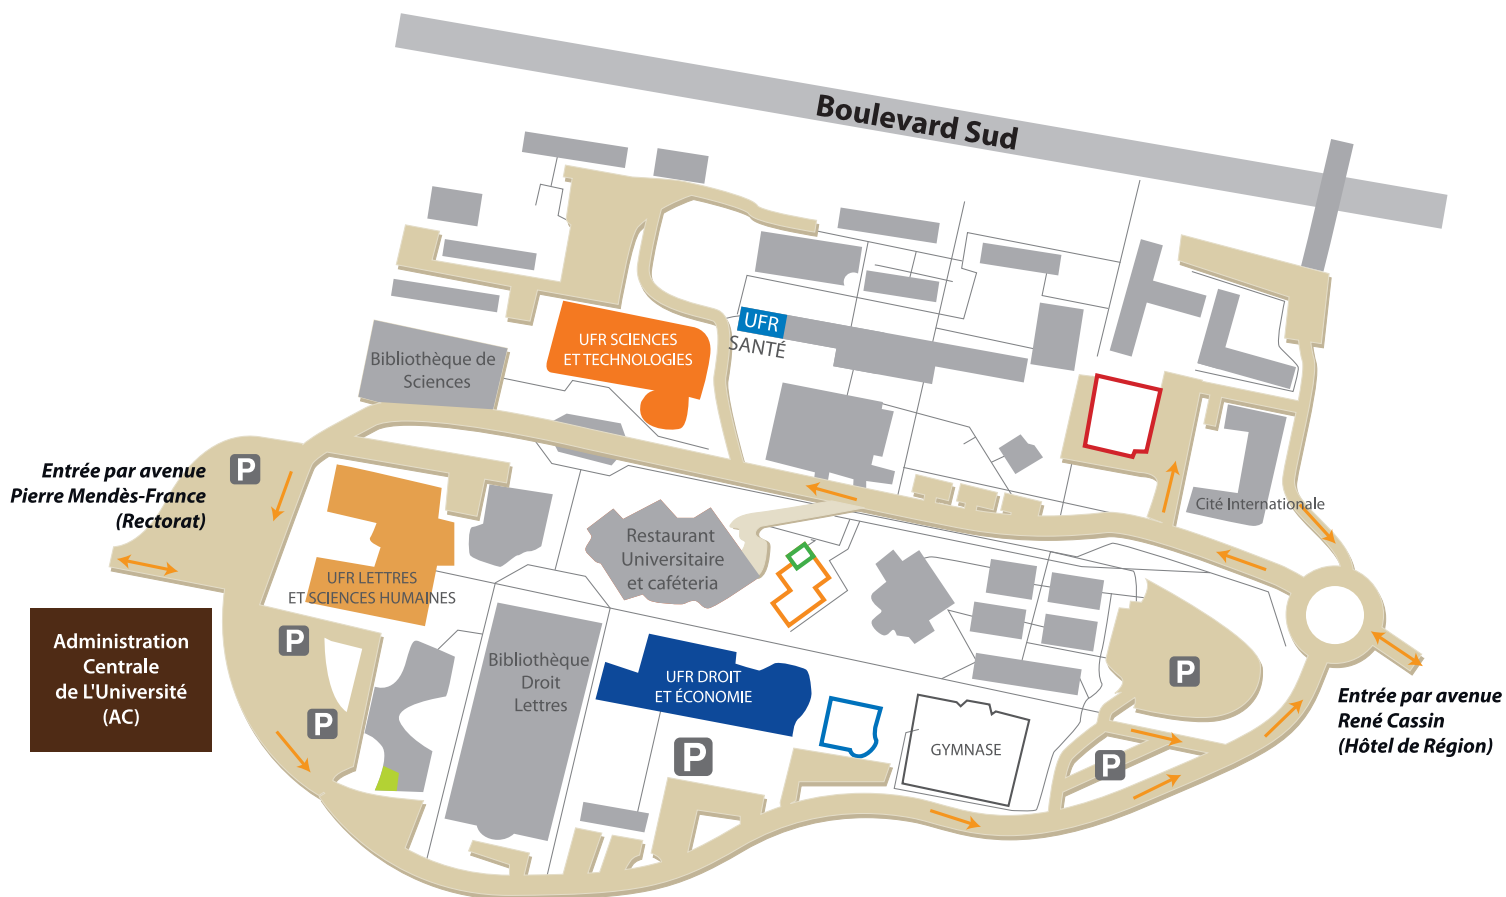 Boulevard Sud
UFR SCIENCES
ET TECHNOLOGIES
UFR
SANTÉ
Bibliothèque de
Sciences
P
Entrée par avenue
Pierre Mendès-France
(Rectorat)
Cité Internationale
Restaurant
Universitaire
et caféteria
UFR LETTRES
ET SCIENCES HUMAINES
Administration
Centrale
de L'Université
(AC)
P
Bibliothèque
Droit
Lettres
UFR DROIT
ET ÉCONOMIE
P
P
Entrée par avenue
René Cassin
(Hôtel de Région)
P
GYMNASE
P